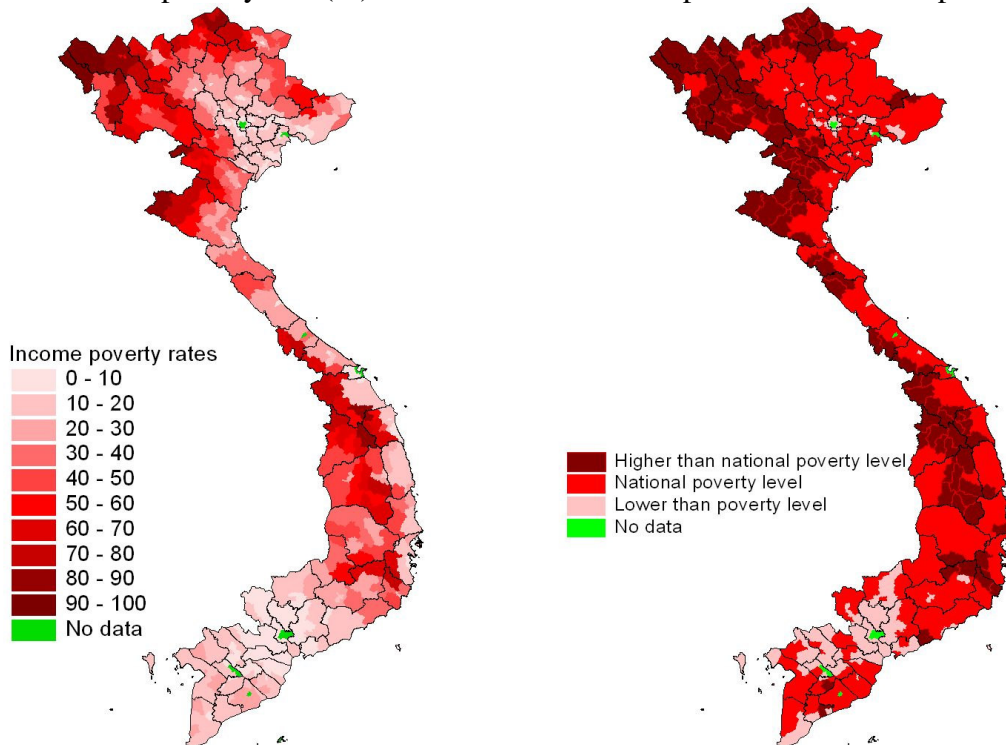 Income poverty rates
0 - 10
10 - 20
20 - 30
30 - 40
40 - 50
50 - 60
60 - 70
70 - 80
80 - 90
90 - 100
No data
Higher than national poverty level
National poverty level
Lower than poverty level
No data